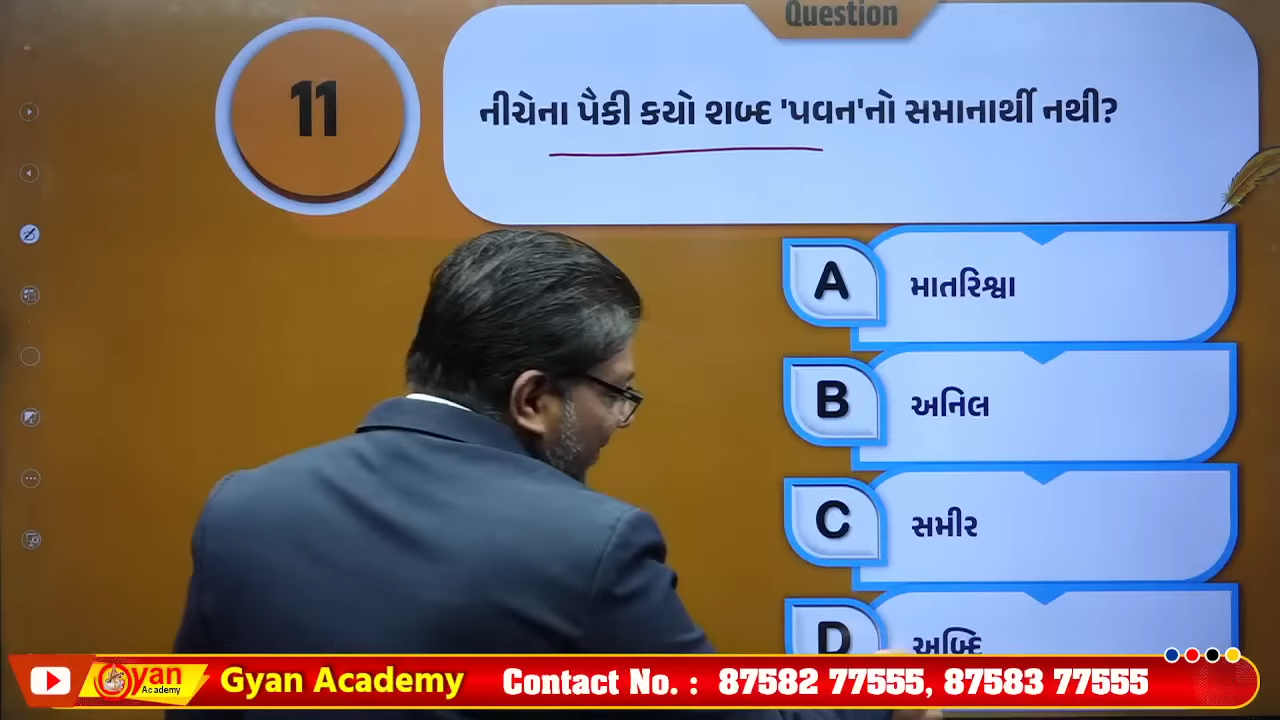 Question
11
નીચેના પૈકી કયો શબ્દ 'પવન'નો સમાનાર્થી નથી?
A
માતરિશ્વા
B
અનિલ
C
સમીર
D
અબ્દિ
Gyan Academy
Gyan Academy
Contact No. : 87582 77555, 87583 77555